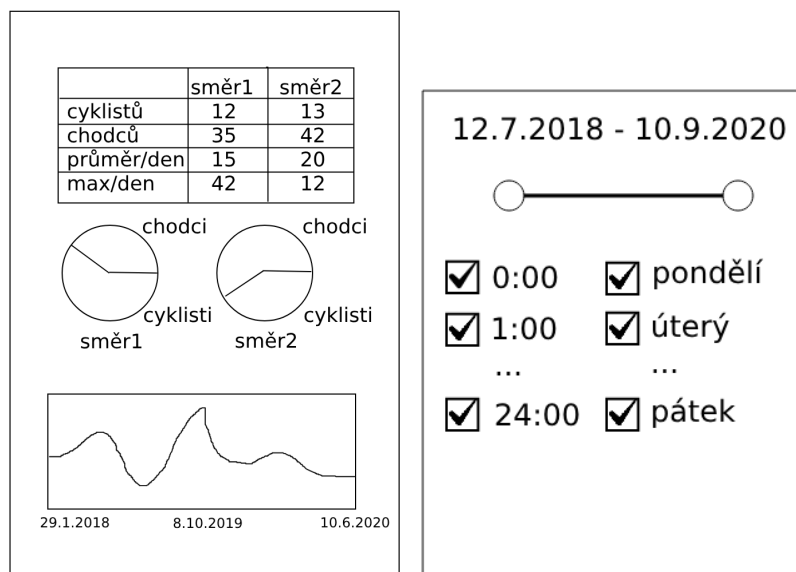 směr1 směr2
cyklistů 12 13
chodců 35 42
průměr/den 15 20
max/den 42 12
chodci chodci
cyklisti cyklisti
směr1 směr2
29.1.2018 8.10.2019 10.6.2020
12.7.2018 - 10.9.2020
0:00 pondělí
1:00 úterý
... ...
24:00 pátek